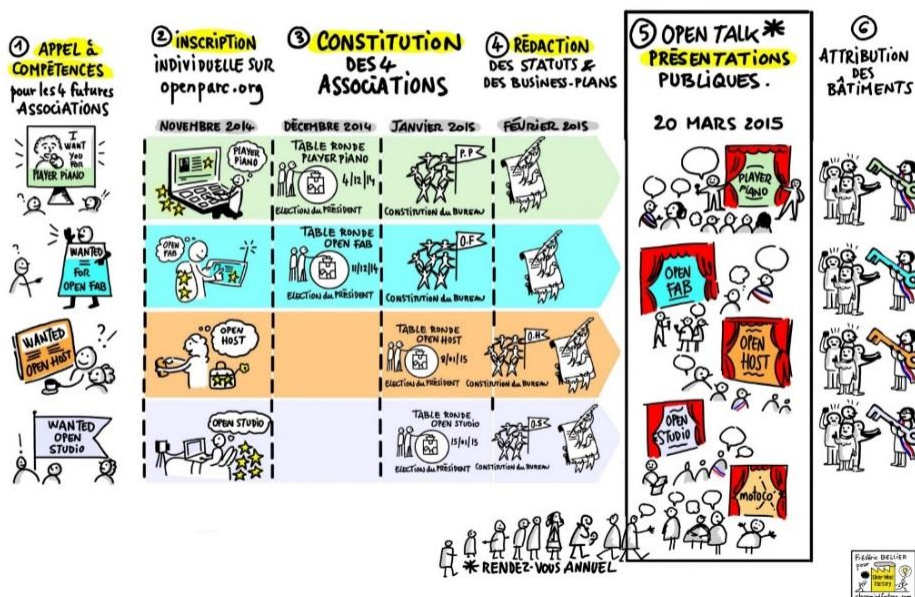 ① APPEL à
COMPÉTENCES
pour les 4 futures
ASSOCIATIONS
② INSCRIPTION
INDIVIDUELLE SUR
openparc.org
③ CONSTITUTION
DES 4
ASSOCIATIONS
④ RÉDACTION
DES STATUTS &
DES BUSINESS-PLANS
⑤ OPEN TALK *
PRÉSENTATIONS
PUBLIQUES.
20 MARS 2015
⑥
ATTRIBUTION
DES
BÂTIMENTS
NOVEMBRE 2014
DÉCEMBRE 2014
JANVIER 2015
FÉVRIER 2015
I
WANT
YOU
FOR
PLAYER PIANO
PLAYER
PIANO
TABLE RONDE
PLAYER PIANO
4/12/14
ELECTION du PRÉSIDENT
P.P
CONSTITUTION du BUREAU
PLAYER
PIANO
WANTED
FOR
OPEN FAB
OPEN
FAB
TABLE RONDE
OPEN FAB
11/12/14
ELECTION du PRÉSIDENT
O.F
CONSTITUTION du BUREAU
OPEN
FAB
WANTED
OPEN HOST
?
OPEN
HOST
TABLE RONDE
OPEN HOST
8/01/15
ELECTION du PRÉSIDENT
O.H
CONSTITUTION du BUREAU
OPEN
HOST
WANTED
OPEN
STUDIO
OPEN STUDIO
TABLE RONDE
OPEN STUDIO
15/01/15
ELECTION du PRÉSIDENT
O.S
CONSTITUTION du BUREAU
OPEN
STUDIO
MOTOCO
* RENDEZ-VOUS ANNUEL
Frédéric BELLIER
pour